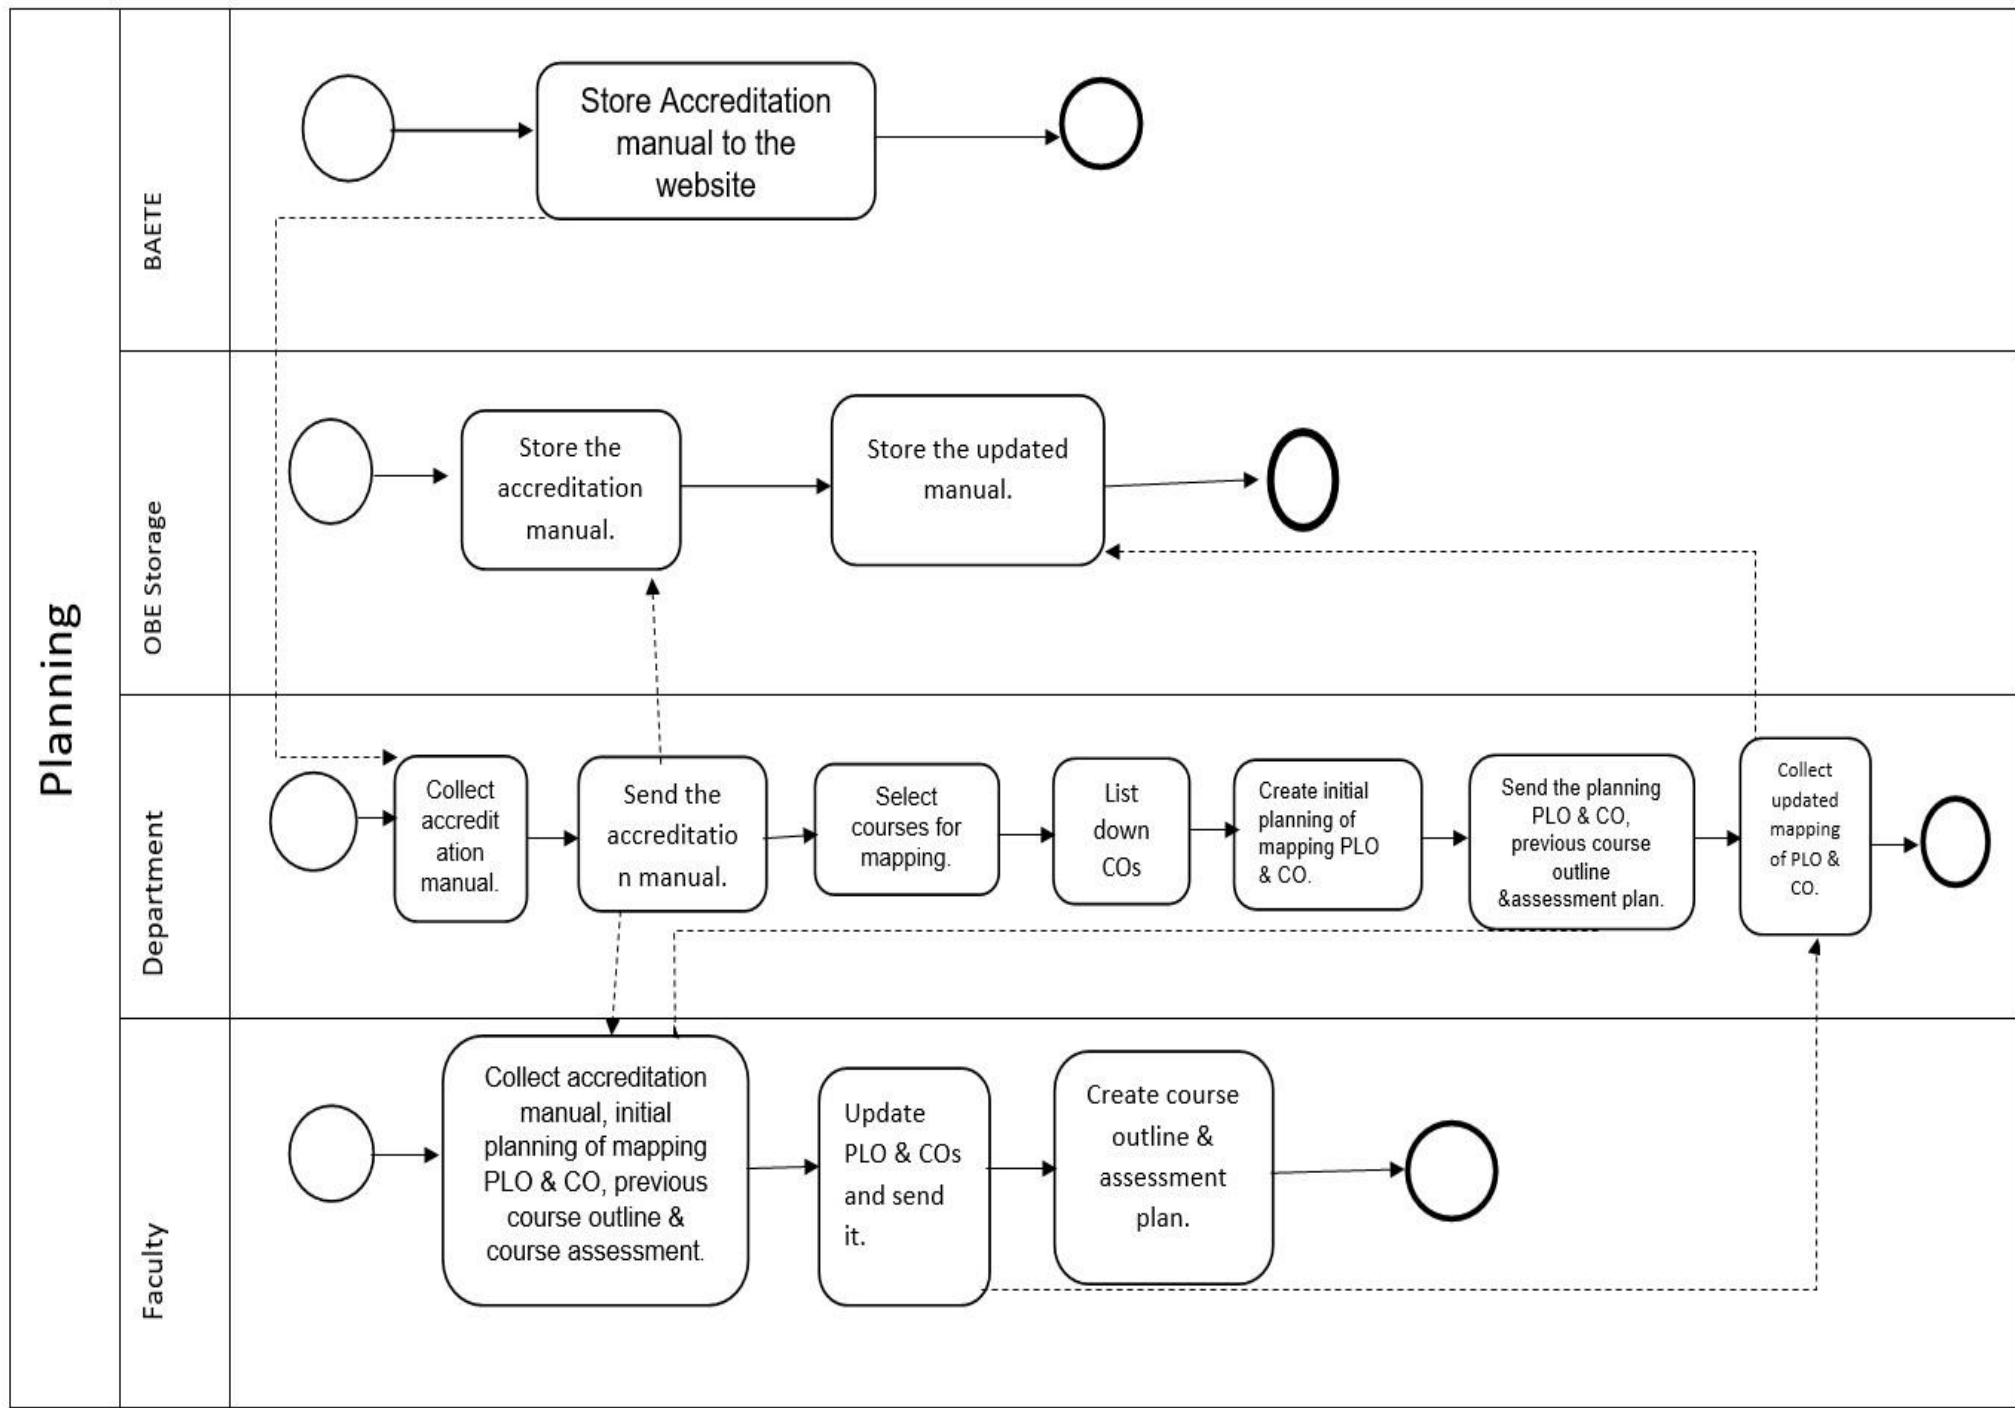 Planning
BAETE
Store Accreditation
manual to the
website
OBE Storage
Store the
accreditation
manual.
Store the updated
manual.
Department
Collect
accredit
ation
manual.
Send the
accreditatio
n manual.
Select
courses for
mapping.
List
down
COs
Create initial
planning of
mapping PLO
& CO.
Send the planning
PLO & CO,
previous course
outline
&assessment plan.
Collect
updated
mapping
of PLO &
CO.
Faculty
Collect accreditation
manual, initial
planning of mapping
PLO & CO, previous
course outline &
course assessment.
Update
PLO & COs
and send
it.
Create course
outline &
assessment
plan.